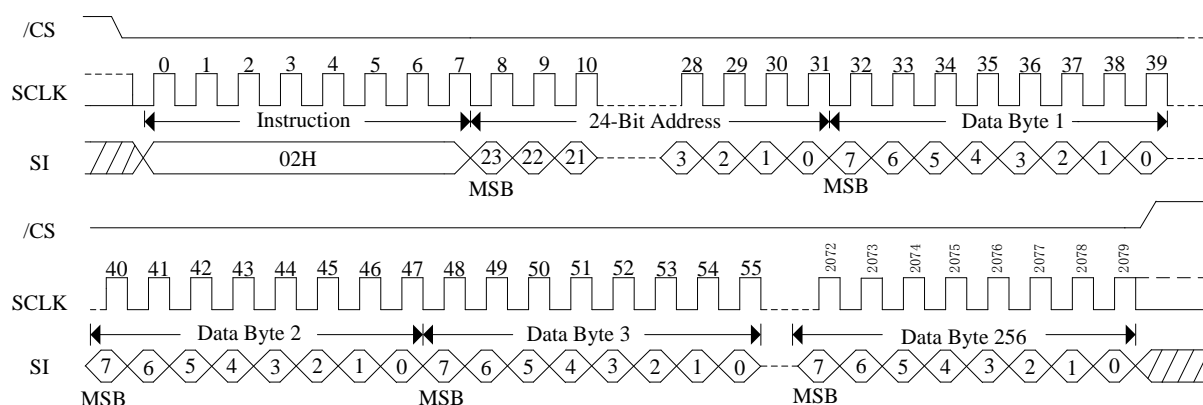 /CS
0 1 2 3 4 5 6 7 8 9 10 28 29 30 31 32 33 34 35 36 37 38 39
SCLK
Instruction 24-Bit Address Data Byte 1
SI 02H 23 22 21 3 2 1 0 7 6 5 4 3 2 1 0
MSB MSB
/CS
40 41 42 43 44 45 46 47 48 49 50 51 52 53 54 55 2072 2073 2074 2075 2076 2077 2078 2079
SCLK
Data Byte 2 Data Byte 3 Data Byte 256
SI 7 6 5 4 3 2 1 0 7 6 5 4 3 2 1 0 7 6 5 4 3 2 1 0
MSB MSB MSB